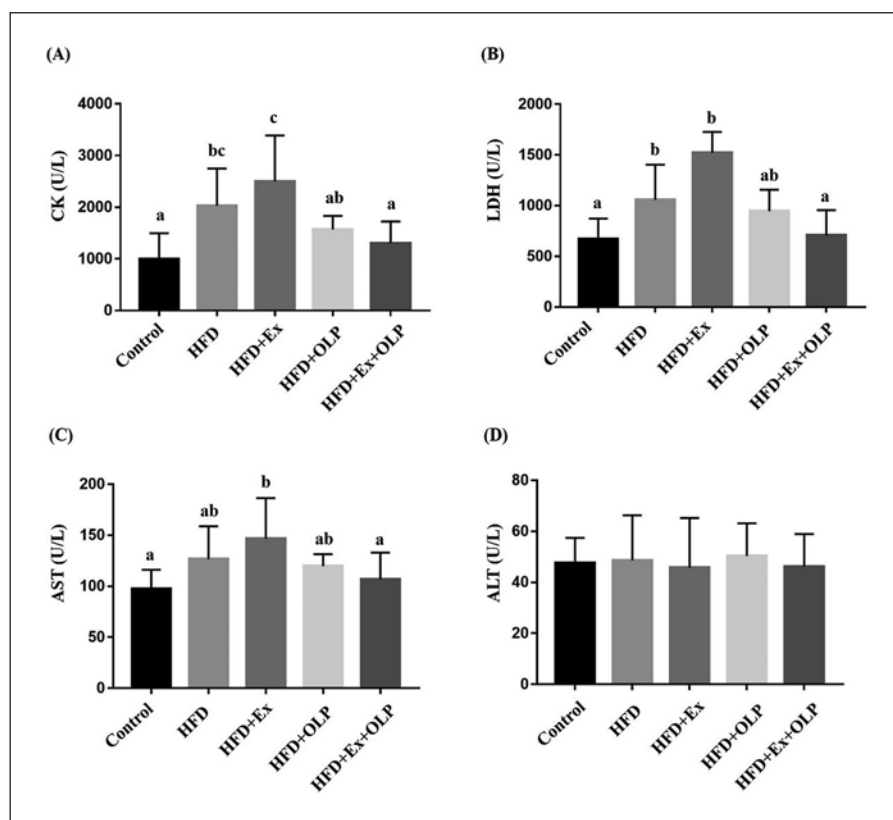 (A)
CK (U/L)
4000
3000
2000
1000
0
a
bc
c
ab
a
Control
HFD
HFD+Ex
HFD+OLP
HFD+Ex+OLP
(B)
LDH (U/L)
2000
1500
1000
500
0
a
b
b
ab
a
Control
HFD
HFD+Ex
HFD+OLP
HFD+Ex+OLP
(C)
AST (U/L)
200
150
100
50
0
a
ab
b
ab
a
Control
HFD
HFD+Ex
HFD+OLP
HFD+Ex+OLP
(D)
ALT (U/L)
80
60
40
20
0
Control
HFD
HFD+Ex
HFD+OLP
HFD+Ex+OLP